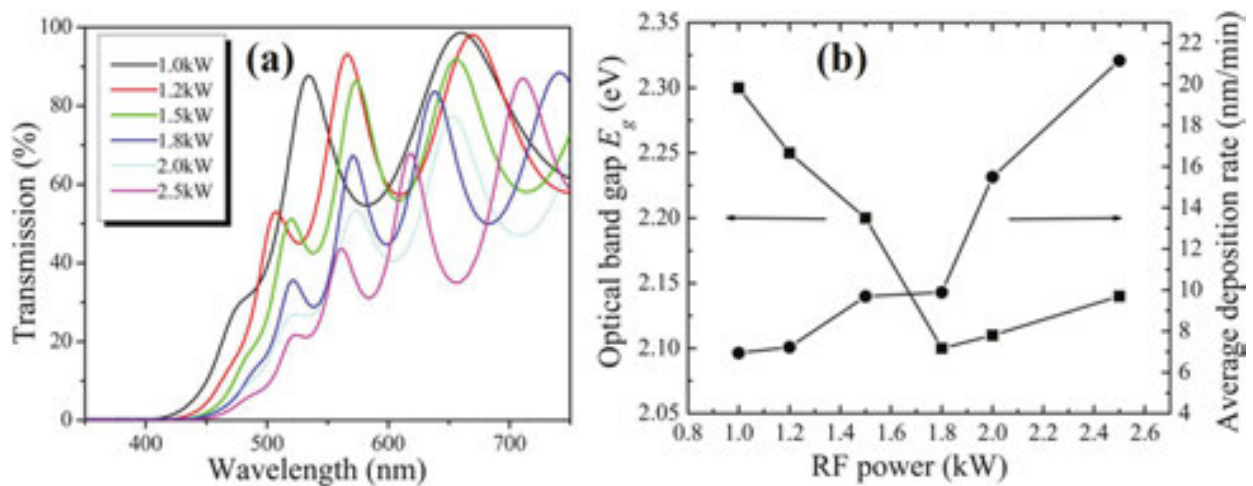 (a)
1.0kW
1.2kW
1.5kW
1.8kW
2.0kW
2.5kW
Transmission (%)
100
80
60
40
20
0
400
500
600
700
Wavelength (nm)
(b)
Optical band gap Eg (eV)
2.35
2.30
2.25
2.20
2.15
2.10
2.05
Average deposition rate (nm/min)
22
20
18
16
14
12
10
8
6
4
0.8
1.0
1.2
1.4
1.6
1.8
2.0
2.2
2.4
2.6
RF power (kW)